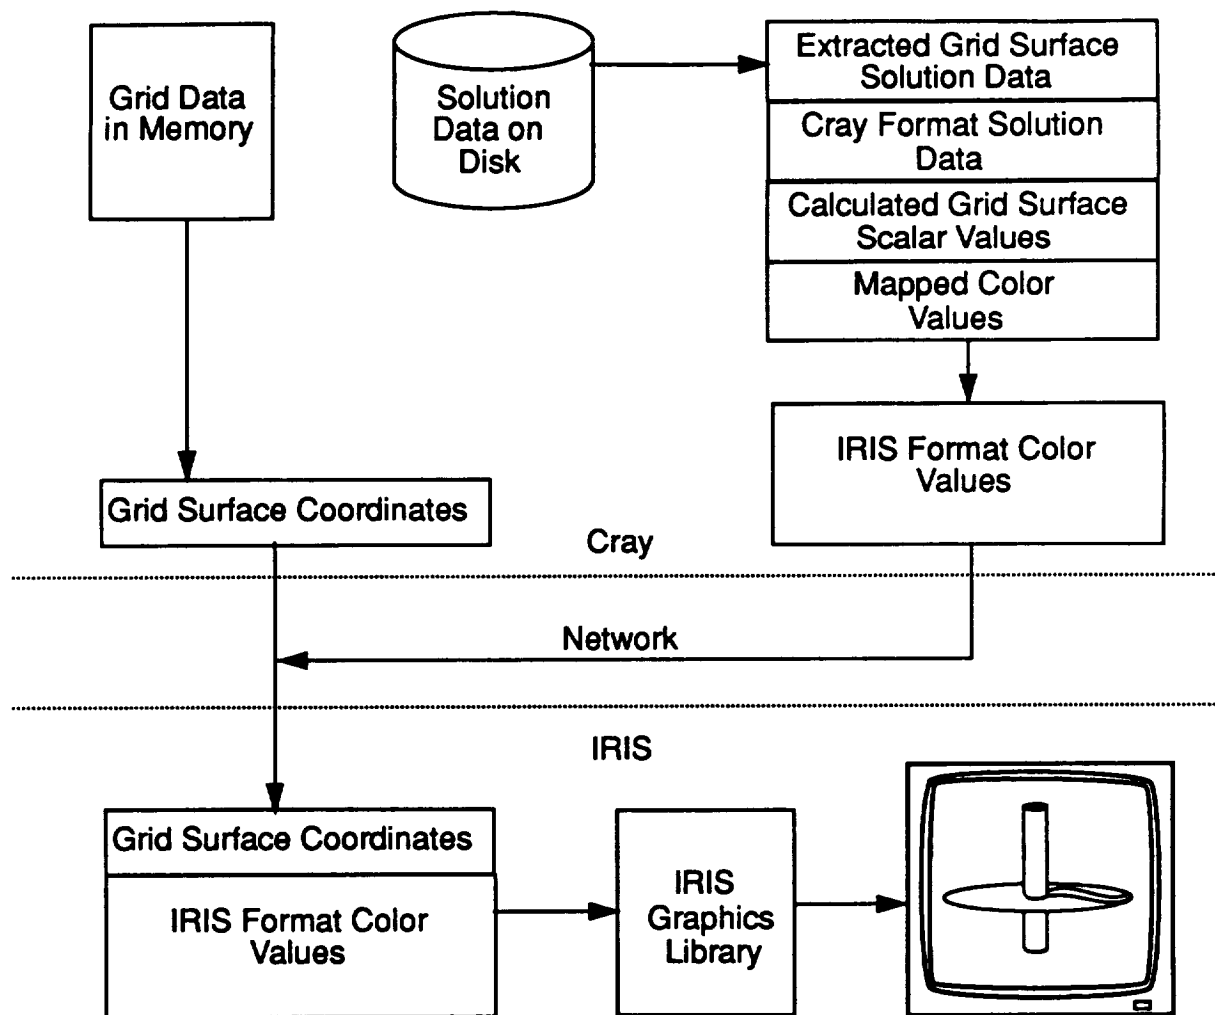 Grid Data
in Memory
Solution
Data on
Disk
Extracted Grid Surface
Solution Data
Cray Format Solution
Data
Calculated Grid Surface
Scalar Values
Mapped Color
Values
IRIS Format Color
Values
Grid Surface Coordinates
Cray
Network
IRIS
Grid Surface Coordinates
IRIS Format Color
Values
IRIS
Graphics
Library